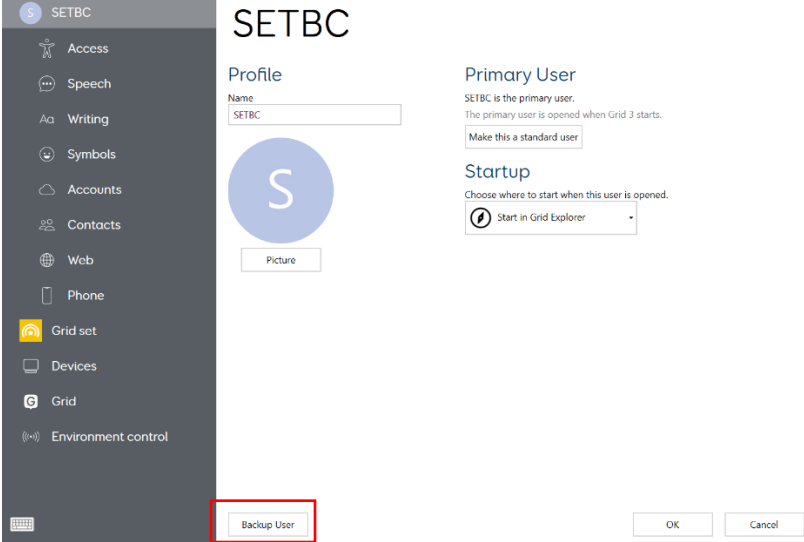 S SETBC
Access
Speech
Aa Writing
Symbols
Accounts
Contacts
Web
Phone
Grid set
Devices
G Grid
Environment control
SETBC
Profile
Name
SETBC
S
Picture
Primary User
SETBC is the primary user.
The primary user is opened when Grid 3 starts.
Make this a standard user
Startup
Choose where to start when this user is opened.
Start in Grid Explorer
Backup User
OK
Cancel